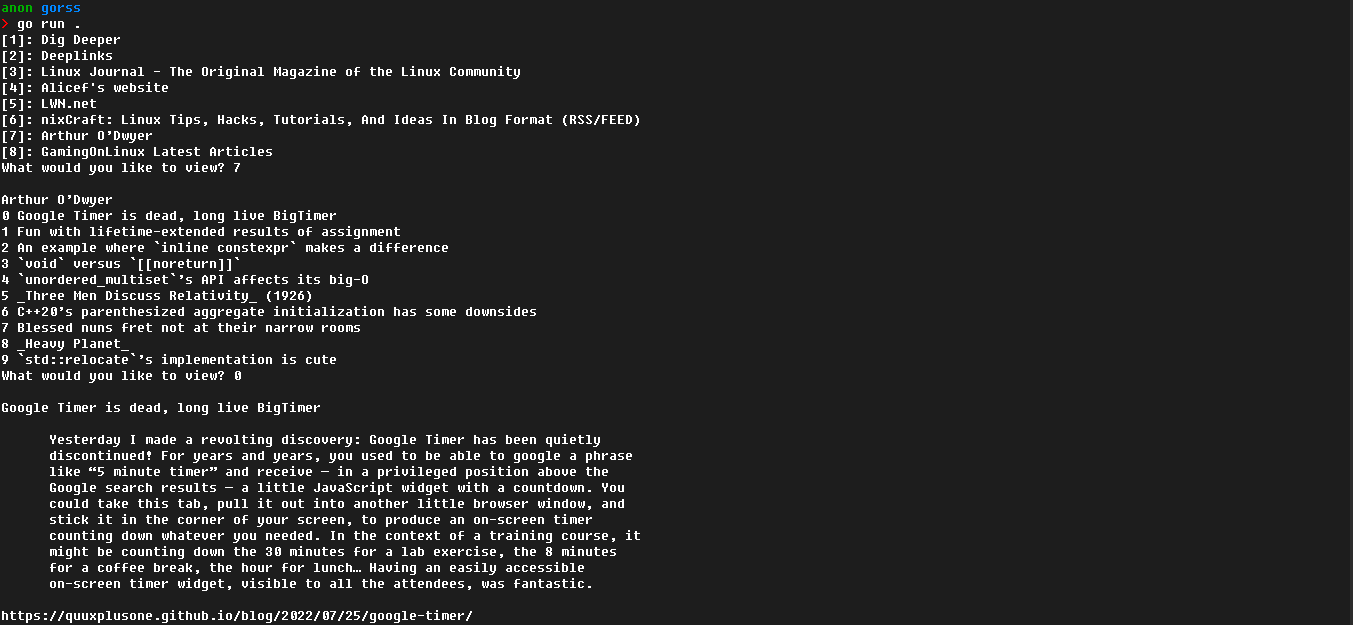 anon gorss
> go run .
[1]: Dig Deeper
[2]: Deeplinks
[3]: Linux Journal - The Original Magazine of the Linux Community
[4]: Alicef's website
[5]: LWN.net
[6]: nixCraft: Linux Tips, Hacks, Tutorials, And Ideas In Blog Format (RSS/FEED)
[7]: Arthur O’Dwyer
[8]: GamingOnLinux Latest Articles
What would you like to view? 7

Arthur O’Dwyer
0 Google Timer is dead, long live BigTimer
1 Fun with lifetime-extended results of assignment
2 An example where `inline constexpr` makes a difference
3 `void` versus `[[noreturn]]`
4 `unordered_multiset`’s API affects its big-O
5 _Three Men Discuss Relativity_ (1926)
6 C++20’s parenthesized aggregate initialization has some downsides
7 Blessed nuns fret not at their narrow rooms
8 _Heavy Planet_
9 `std::relocate`’s implementation is cute
What would you like to view? 0

Google Timer is dead, long live BigTimer

Yesterday I made a revolting discovery: Google Timer has been quietly
discontinued! For years and years, you used to be able to google a phrase
like “5 minute timer” and receive — in a privileged position above the
Google search results — a little JavaScript widget with a countdown. You
could take this tab, pull it out into another little browser window, and
stick it in the corner of your screen, to produce an on-screen timer
counting down whatever you needed. In the context of a training course, it
might be counting down the 30 minutes for a lab exercise, the 8 minutes
for a coffee break, the hour for lunch… Having an easily accessible
on-screen timer widget, visible to all the attendees, was fantastic.

https://quuxplusone.github.io/blog/2022/07/25/google-timer/